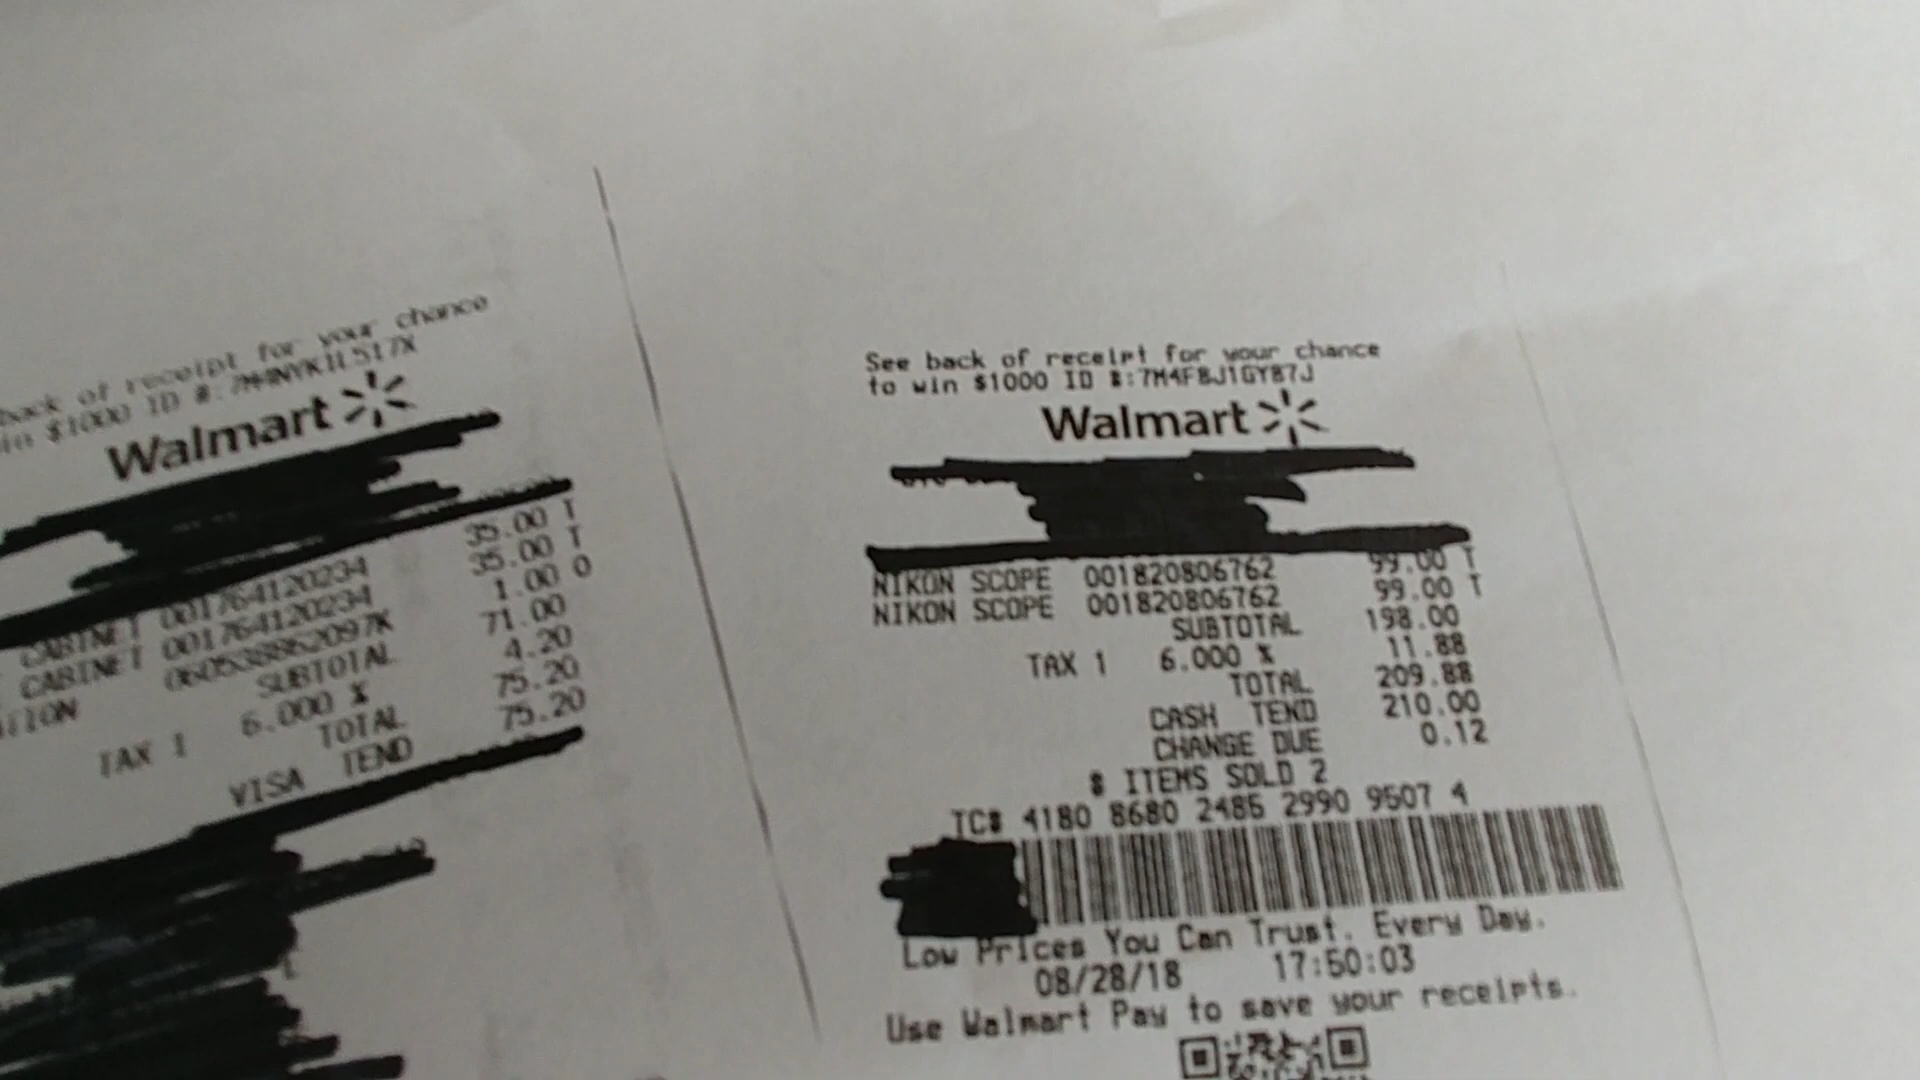 back of receipt for your chance
$1000 ID #:
Walmart
35.00 T
CABINET 001764120234 35.00 T
CABINET 001764120234 1.00 O
060538862097K 71.00
SUBTOTAL 4.20
TAX 1 6.000 % 75.20
TOTAL 75.20
VISA TEND
See back of receipt for your chance
to win $1000 ID #:7M4FBJ1GYB7J
Walmart
NIKON SCOPE 001820806762 99.00 T
NIKON SCOPE 001820806762 99.00 T
SUBTOTAL 198.00
TAX 1 6.000 % 11.88
TOTAL 209.88
CASH TEND 210.00
CHANGE DUE 0.12
# ITEMS SOLD 2
TC# 4180 8680 2485 2990 9507 4
Low Prices You Can Trust. Every Day.
08/28/18 17:50:03
Use Walmart Pay to save your receipts.